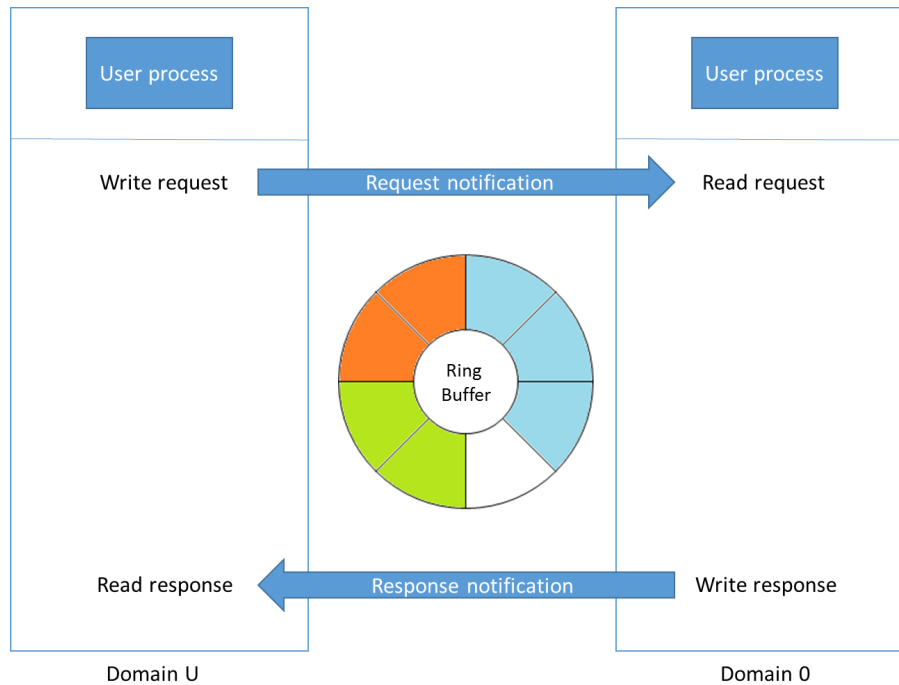 User process
User process
Write request
Request notification
Read request
Ring
Buffer
Read response
Response notification
Write response
Domain U
Domain 0